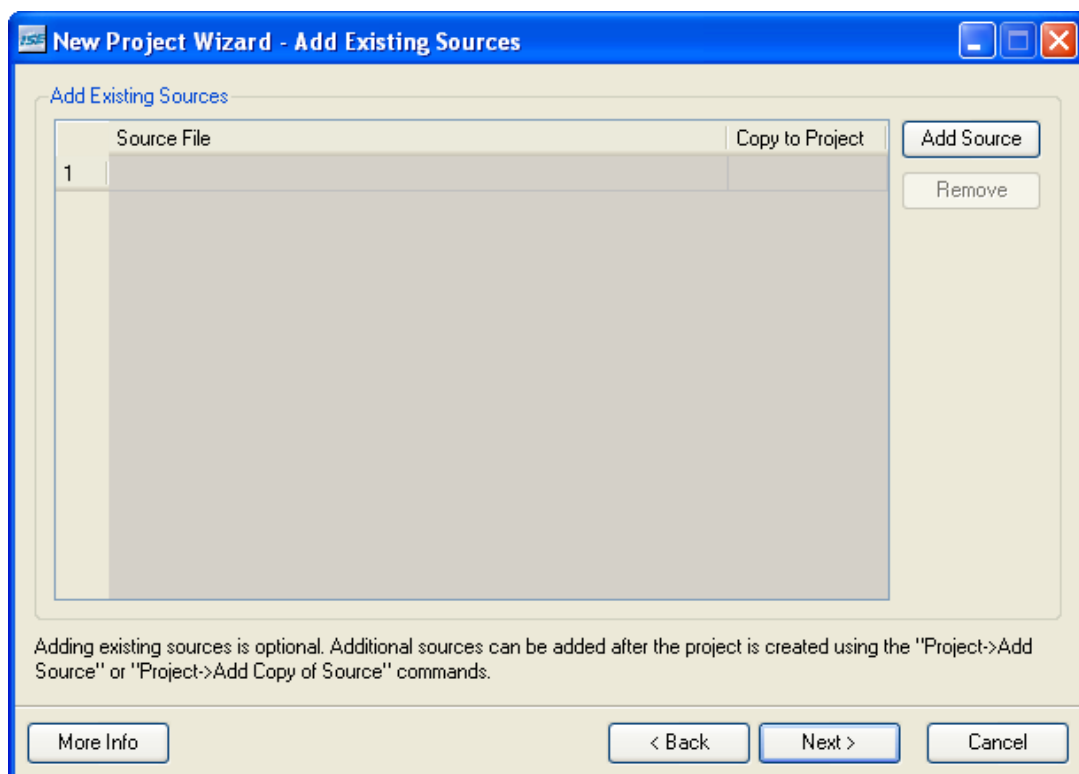 ISE New Project Wizard - Add Existing Sources
Add Existing Sources
Source File Copy to Project Add Source
1
Remove
Adding existing sources is optional. Additional sources can be added after the project is created using the "Project->Add
Source" or "Project->Add Copy of Source" commands.
More Info < Back Next > Cancel